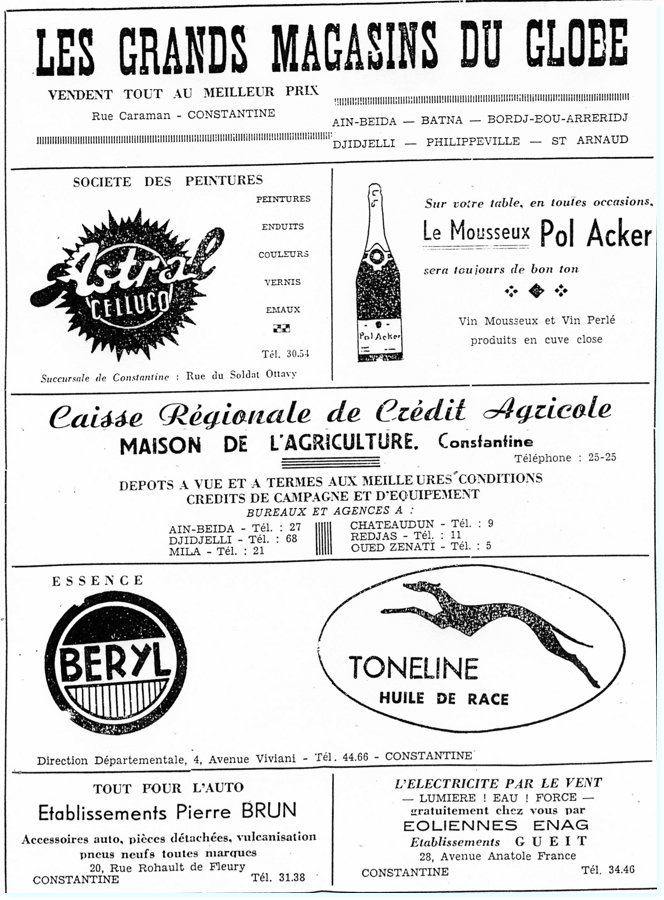 LES GRANDS MAGASINS DU GLOBE
VENDENT TOUT AU MEILLEUR PRIX
Rue Caraman - CONSTANTINE
AIN-BEIDA — BATNA — BORDJ-BOU-ARRERIDJ
DJIDJELLI — PHILIPPEVILLE — ST ARNAUD
SOCIETE DES PEINTURES
Astral
CELLUCO
PEINTURES
ENDUITS
COULEURS
VERNIS
EMAUX
Tél. 30.54
Succursale de Constantine : Rue du Soldat Ottavy
Sur votre table, en toutes occasions,
Le Mousseux Pol Acker
sera toujours de bon ton
Pol Acker
Vin Mousseux et Vin Perlé
produits en cuve close
Caisse Régionale de Crédit Agricole
MAISON DE L'AGRICULTURE. Constantine
Téléphone : 25-25
DEPOTS A VUE ET A TERMES AUX MEILLEURES CONDITIONS
CREDITS DE CAMPAGNE ET D'EQUIPEMENT
BUREAUX ET AGENCES A :
AIN-BEIDA - Tél. : 27
DJIDJELLI - Tél. : 68
MILA - Tél. : 21
CHATEAUDUN - Tél. : 9
REDJAS - Tél. : 11
OUED ZENATI - Tél. : 5
ESSENCE
BERYL
TONELINE
HUILE DE RACE
Direction Départementale, 4, Avenue Viviani - Tél. 44.66 - CONSTANTINE
TOUT POUR L'AUTO
Etablissements Pierre BRUN
Accessoires auto, pièces détachées, vulcanisation
pneus neufs toutes marques
20, Rue Rohault de Fleury
CONSTANTINE Tél. 31.38
L'ELECTRICITE PAR LE VENT
— LUMIERE ! EAU ! FORCE —
gratuitement chez vous par
EOLIENNES ENAG
Etablissements GUEIT
28, Avenue Anatole France
CONSTANTINE Tél. 34.46